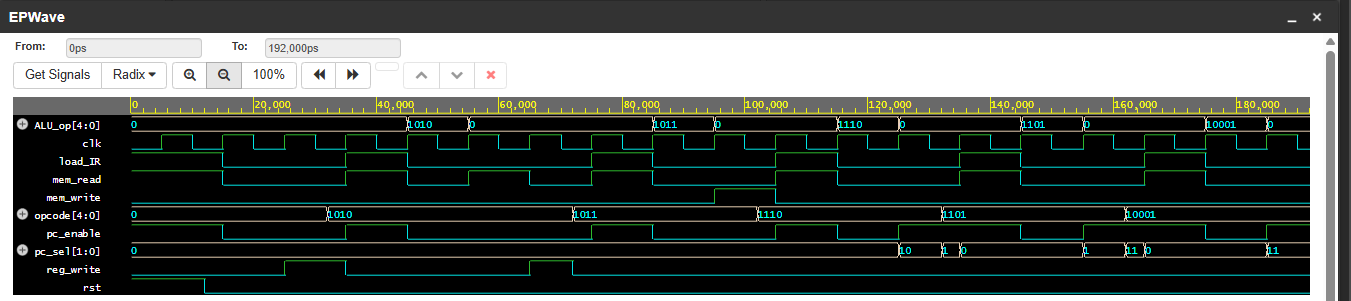 EPWave
From: 0ps To: 192,000ps
Get Signals Radix 100%
0 20,000 40,000 60,000 80,000 100,000 120,000 140,000 160,000 180,000
ALU_op[4:0] 0 1010 0 1011 0 1110 0 1101 0 10001 0
clk
load_IR
mem_read
mem_write
opcode[4:0] 0 1010 1011 1110 1101 10001
pc_enable
pc_sel[1:0] 0 10 1 0 1 11 0 11
reg_write
rst